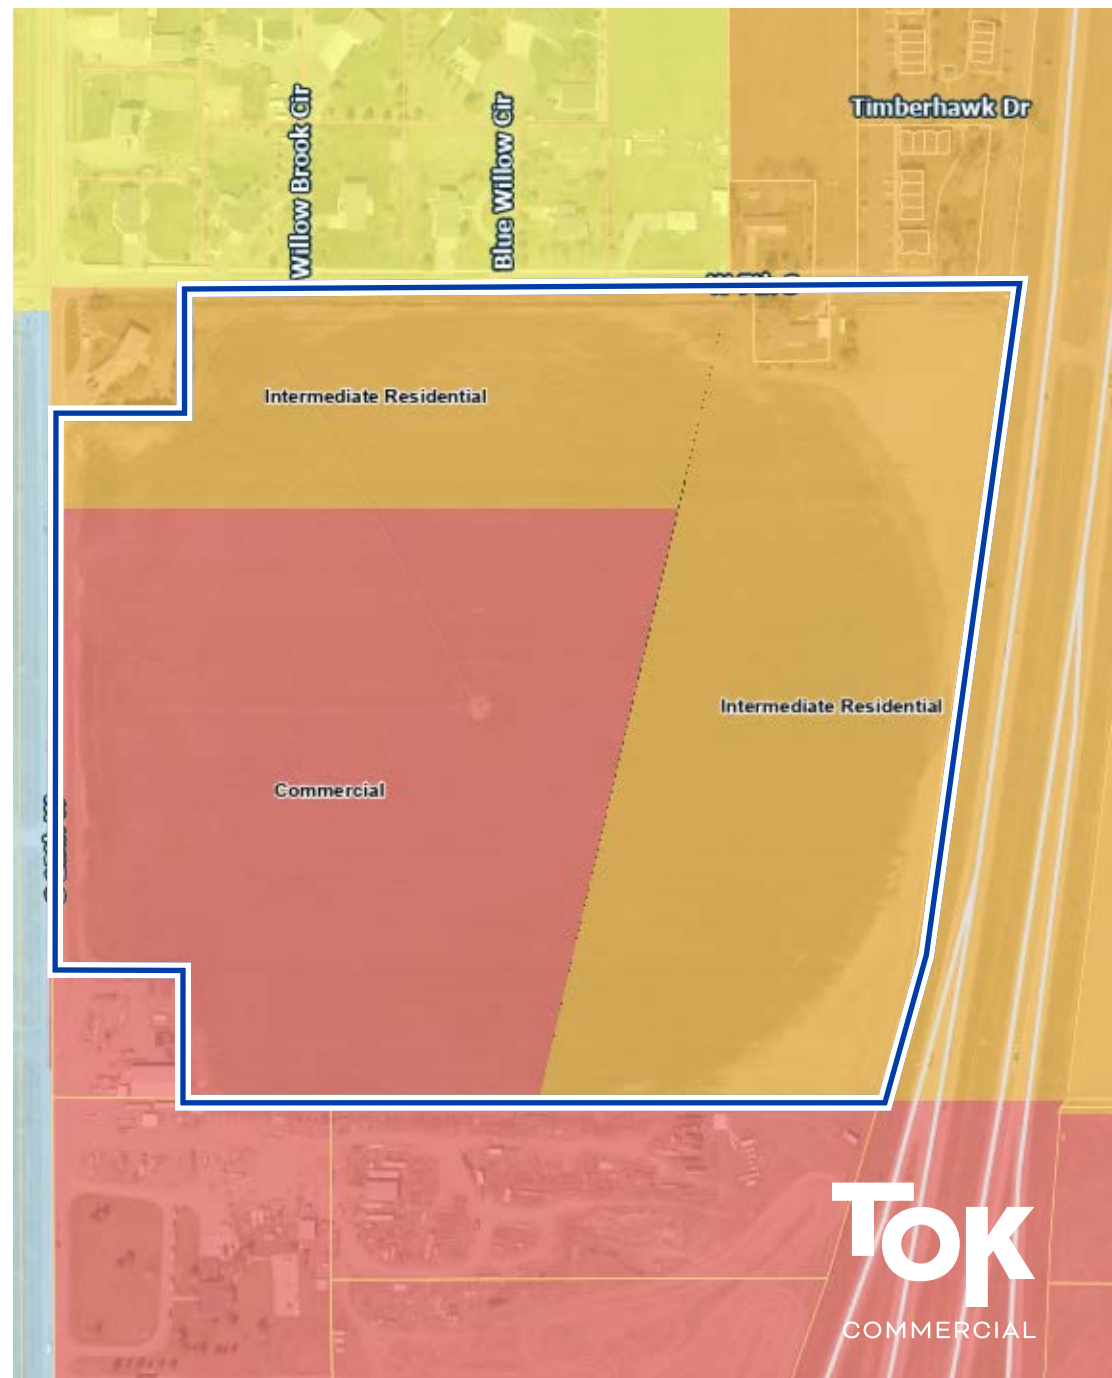 Willow Brook Cir
Blue Willow Cir
Timberhawk Dr
Intermediate Residential
Intermediate Residential
Commercial
TOK
COMMERCIAL